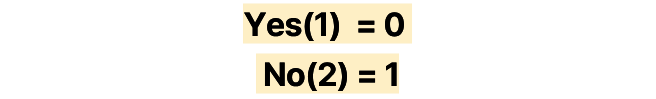 Yes(1) = 0
No(2) = 1